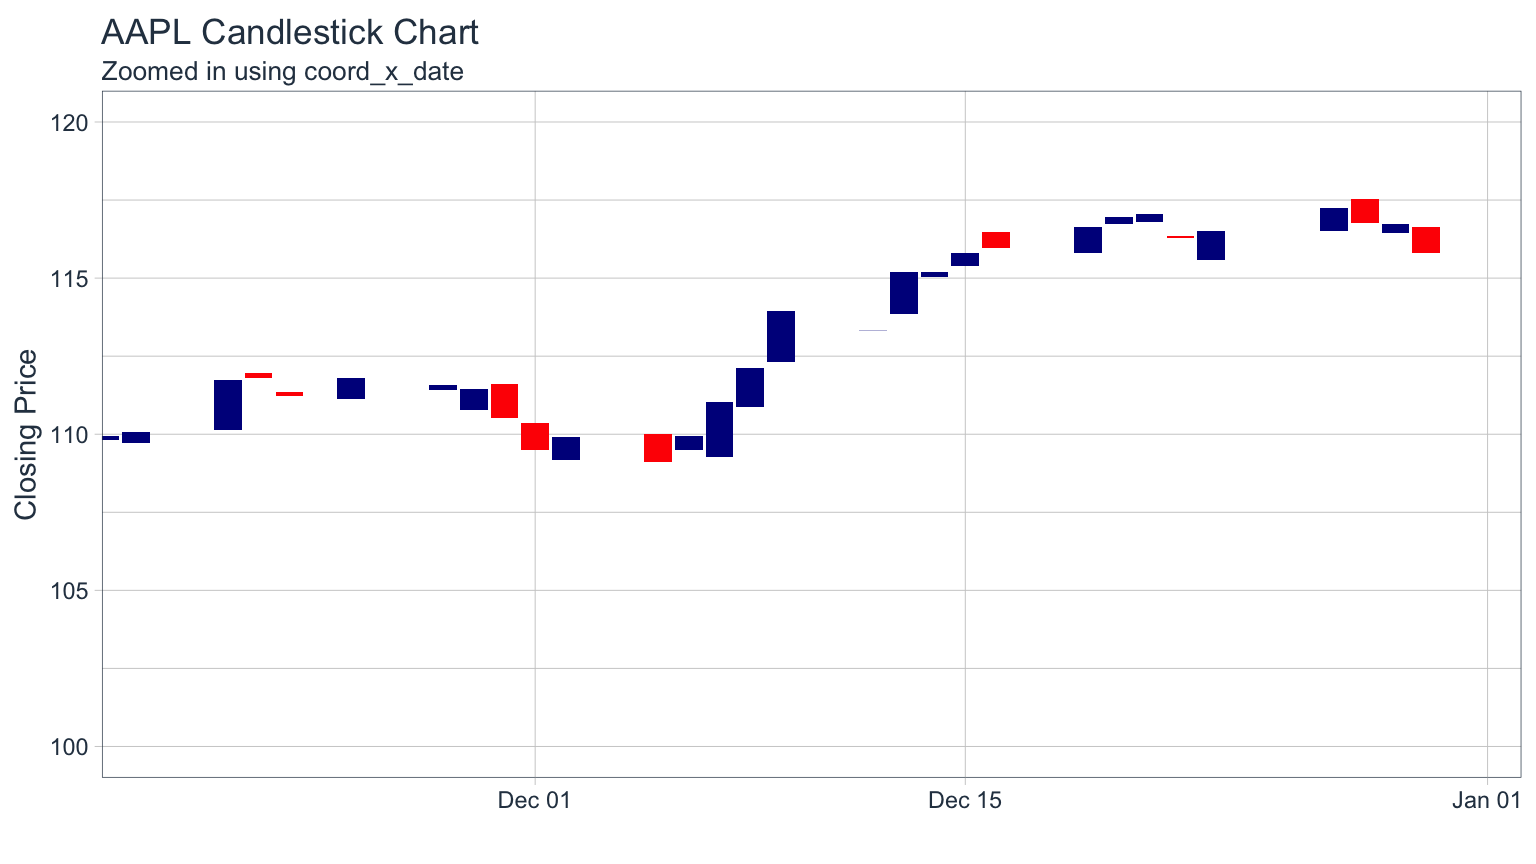 AAPL Candlestick Chart
Zoomed in using coord_x_date
Closing Price
120
115
110
105
100
Dec 01
Dec 15
Jan 01